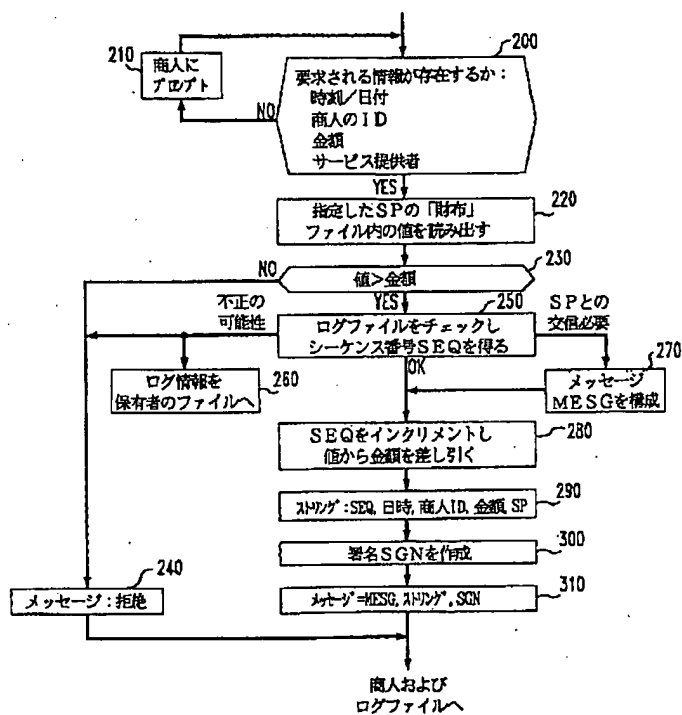 200
210
商人に
プロンプト
要求される情報が存在するか:
時刻/日付
商人のID
金額
サービス提供者
NO
YES
220
指定したSPの「財布」
ファイル内の値を読み出す
230
NO
値>金額
YES
250
不正の
可能性
ログファイルをチェックし
シーケンス番号SEQを得る
SPとの
交信必要
270
OK
ログ情報を
保有者のファイルへ
260
メッセージ
MESGを構成
280
SEQをインクリメントし
値から金額を差し引く
290
ストリング:SEQ, 日時, 商人ID, 金額, SP
300
署名SGNを作成
240
メッセージ:拒絶
310
メッセージ=MESG, ストリング, SGN
商人および
ログファイルへ